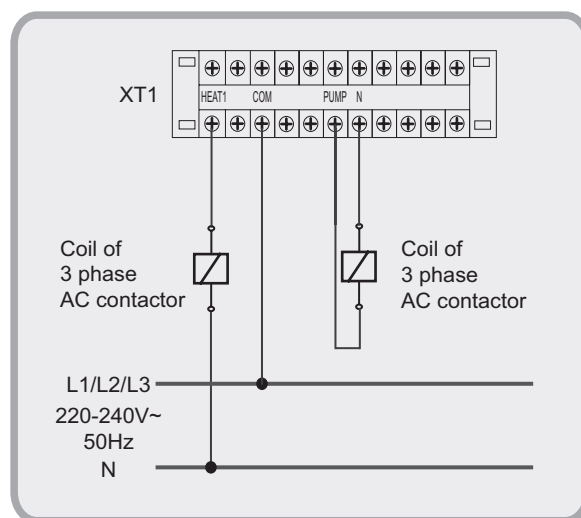 XT1
HEAT1 COM PUMP N
Coil of
3 phase
AC contactor
Coil of
3 phase
AC contactor
L1/L2/L3
220-240V~
50Hz
N